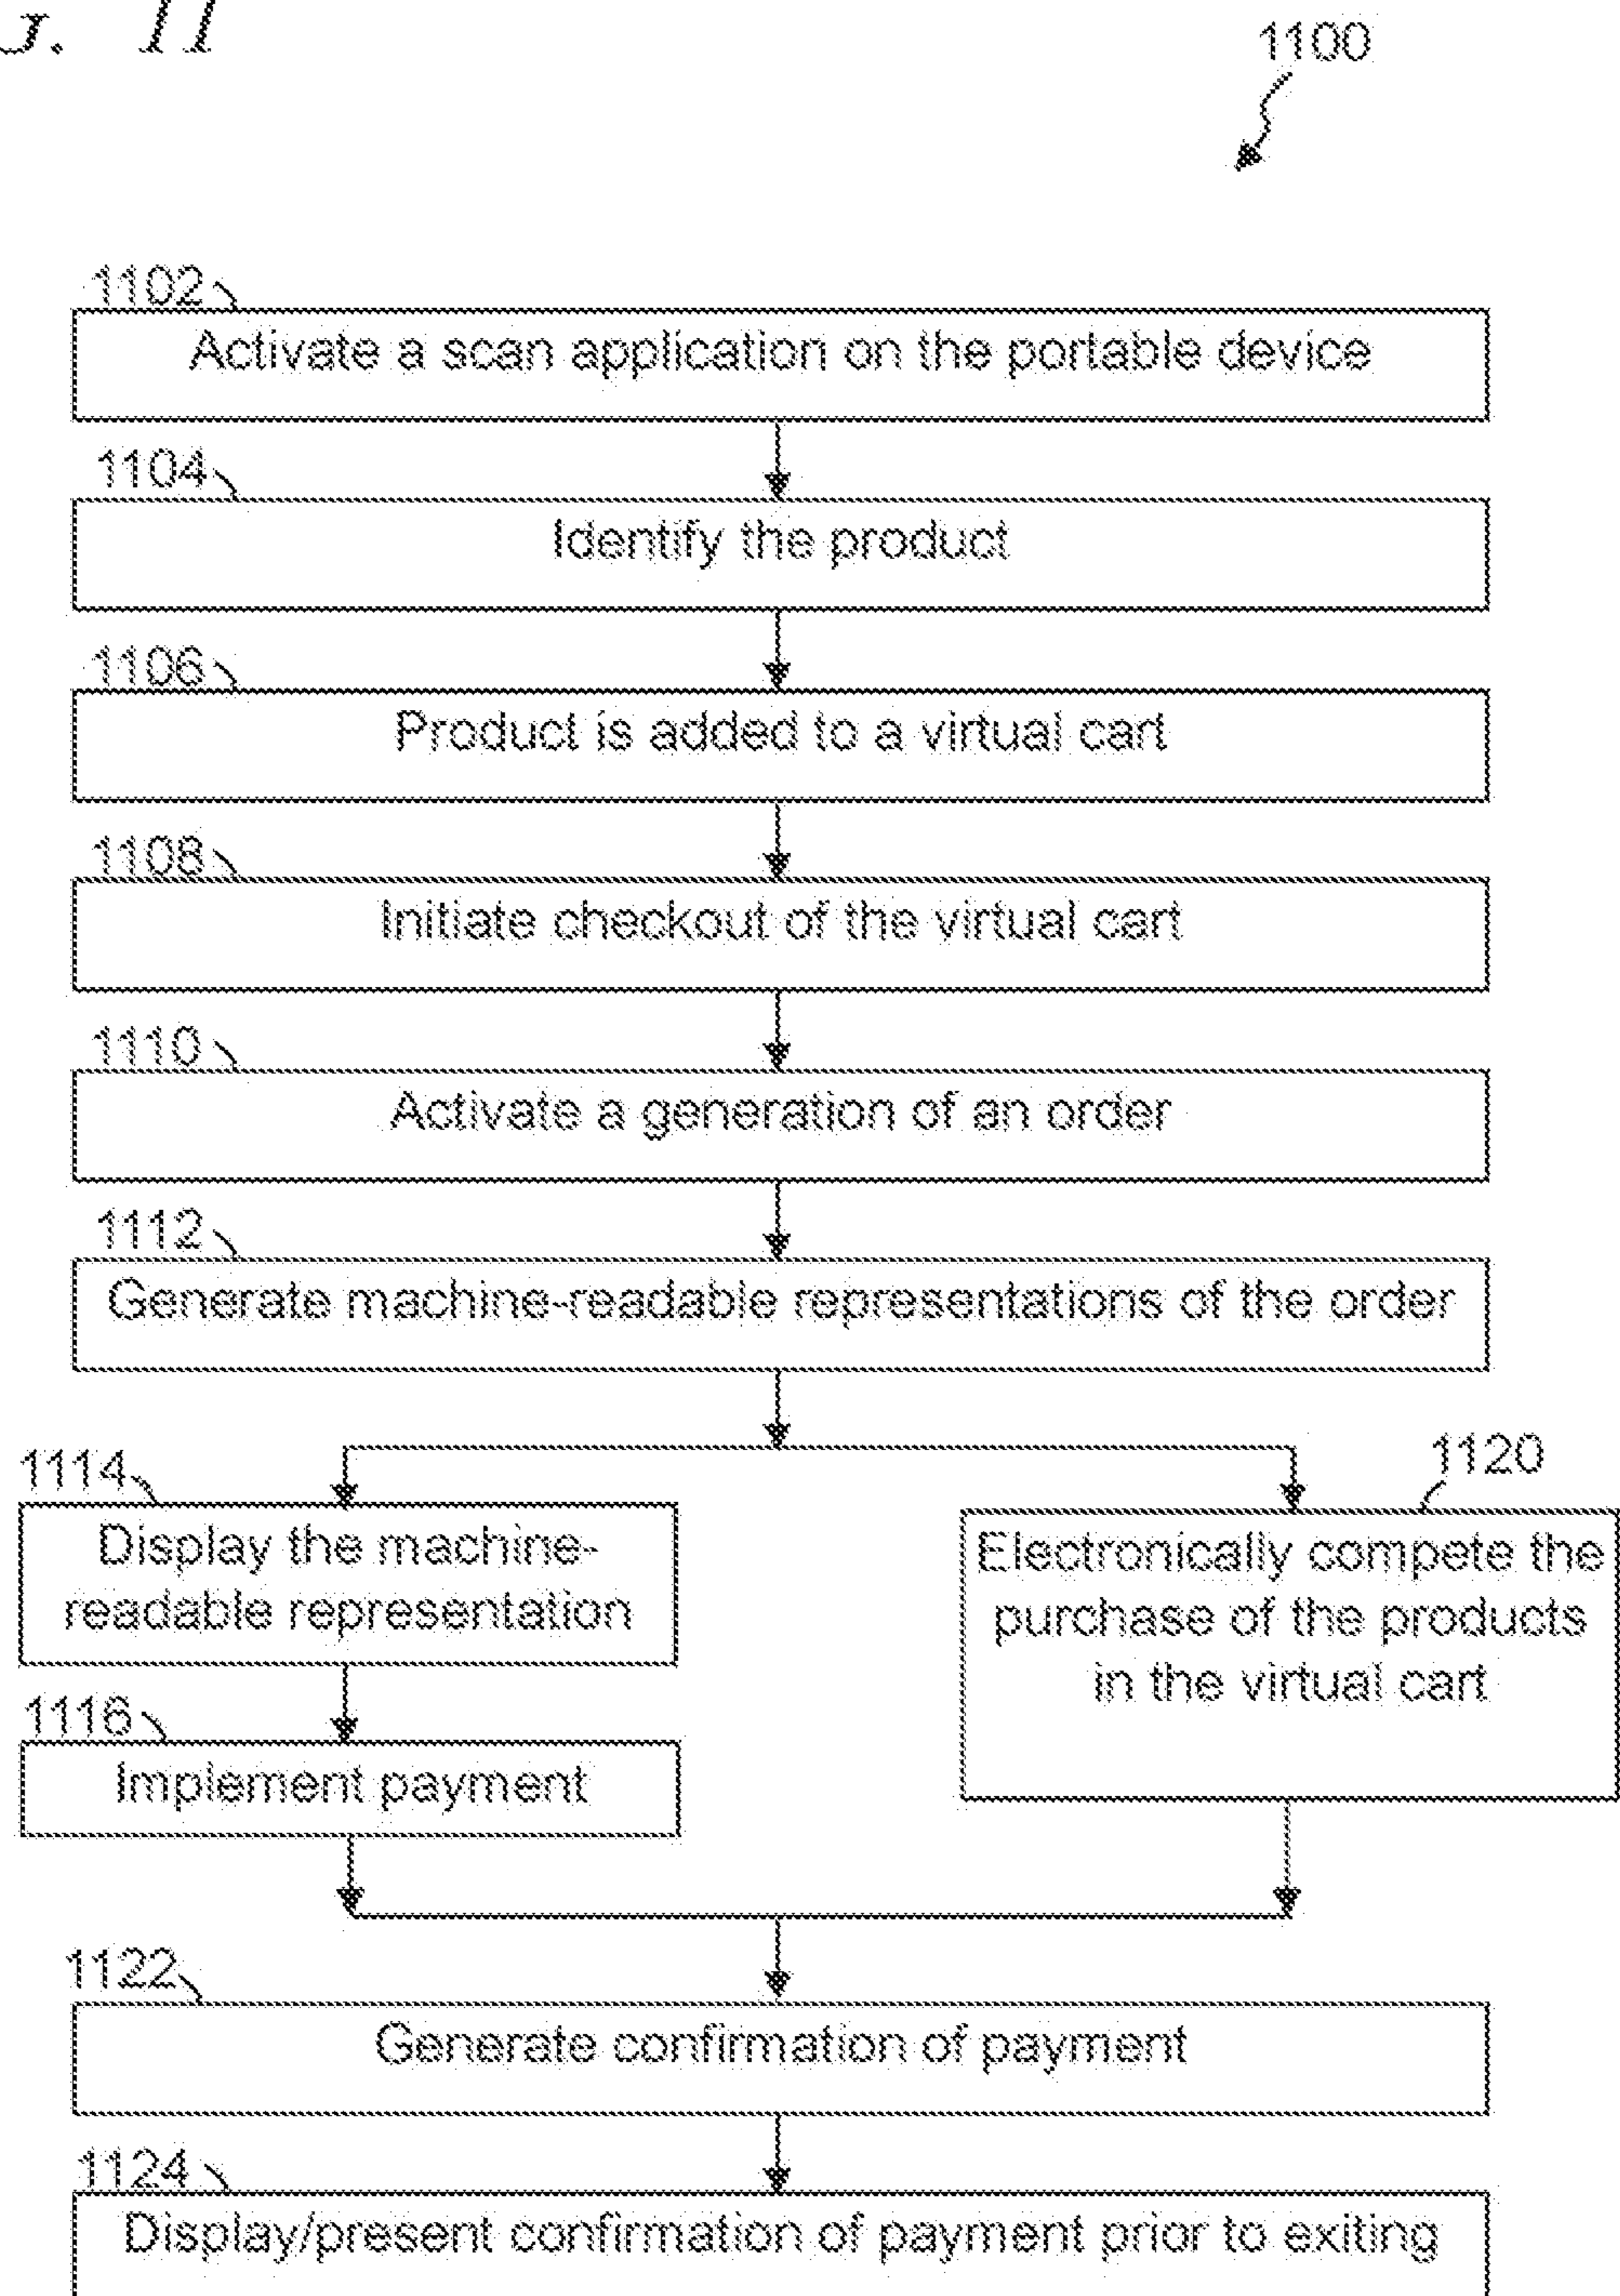 11
1100
1102
Activate a scan application on the portable device
1104
Identify the product
1106
Product is added to a virtual cart
1108
Initiate checkout of the virtual cart
1110
Activate a generation of an order
1112
Generate machine-readable representations of the order
1114
Display the machine-
readable representation
1116
Implement payment
1120
Electronically compete the
purchase of the products
in the virtual cart
1122
Generate confirmation of payment
1124
Display/present confirmation of payment prior to exiting